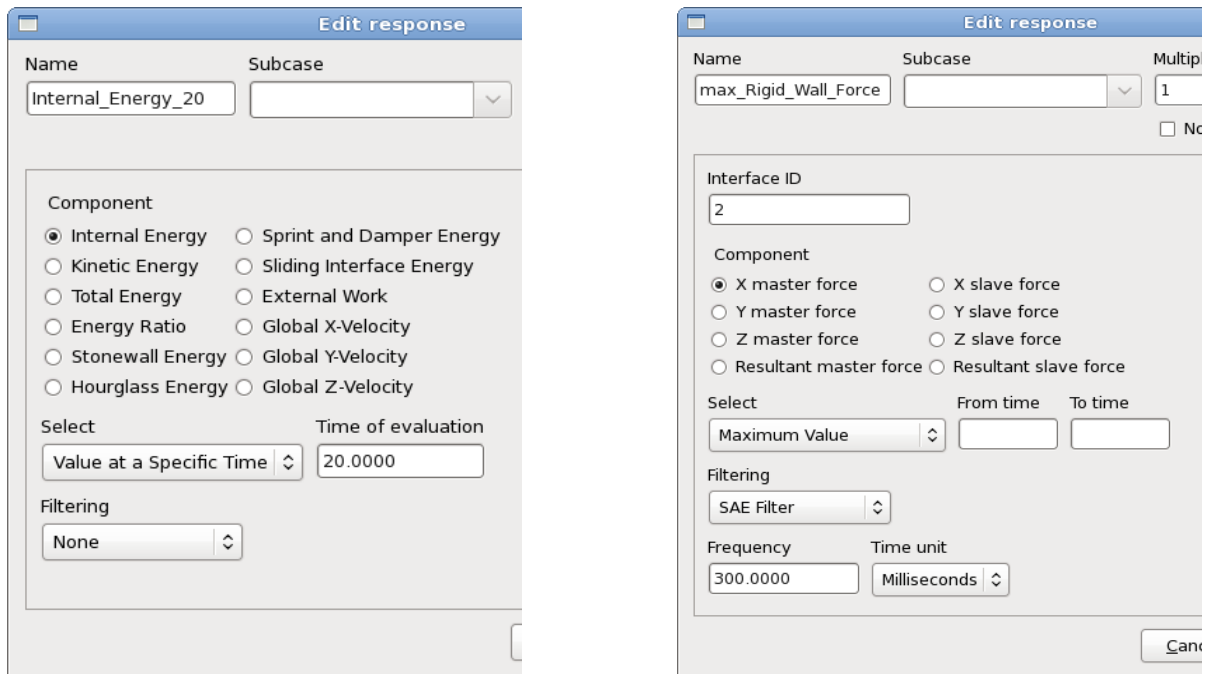 Edit response
Name Subcase
Internal_Energy_20
Component
Internal Energy Sprint and Damper Energy
Kinetic Energy Sliding Interface Energy
Total Energy External Work
Energy Ratio Global X-Velocity
Stonewall Energy Global Y-Velocity
Hourglass Energy Global Z-Velocity
Select Time of evaluation
Value at a Specific Time 20.0000
Filtering
None
Edit response
Name Subcase Multipl
max_Rigid_Wall_Force 1
No
Interface ID
2
Component
X master force X slave force
Y master force Y slave force
Z master force Z slave force
Resultant master force Resultant slave force
Select From time To time
Maximum Value
Filtering
SAE Filter
Frequency Time unit
300.0000 Milliseconds
Canc